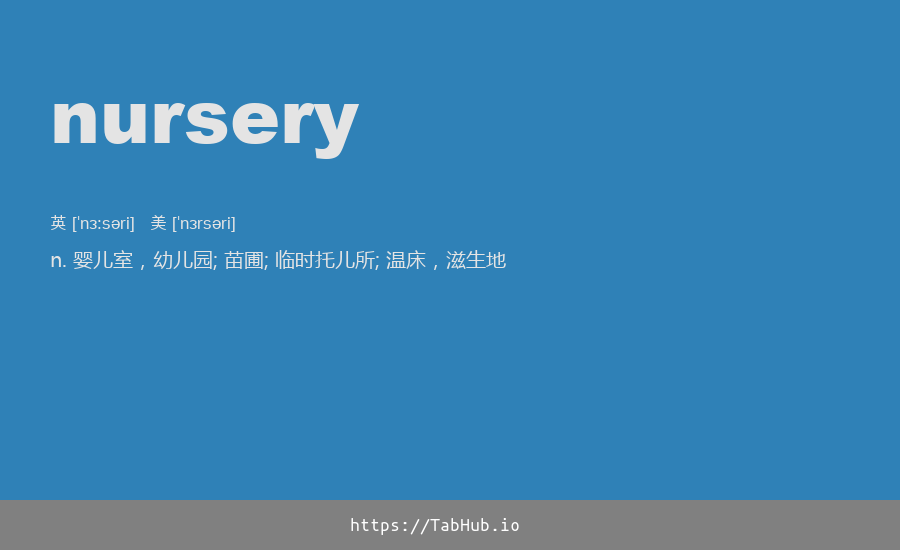 nursery
英 [ˈnɜːsəri] 美 [ˈnɜrsəri]
n. 婴儿室，幼儿园; 苗圃; 临时托儿所; 温床，滋生地
https://TabHub.io